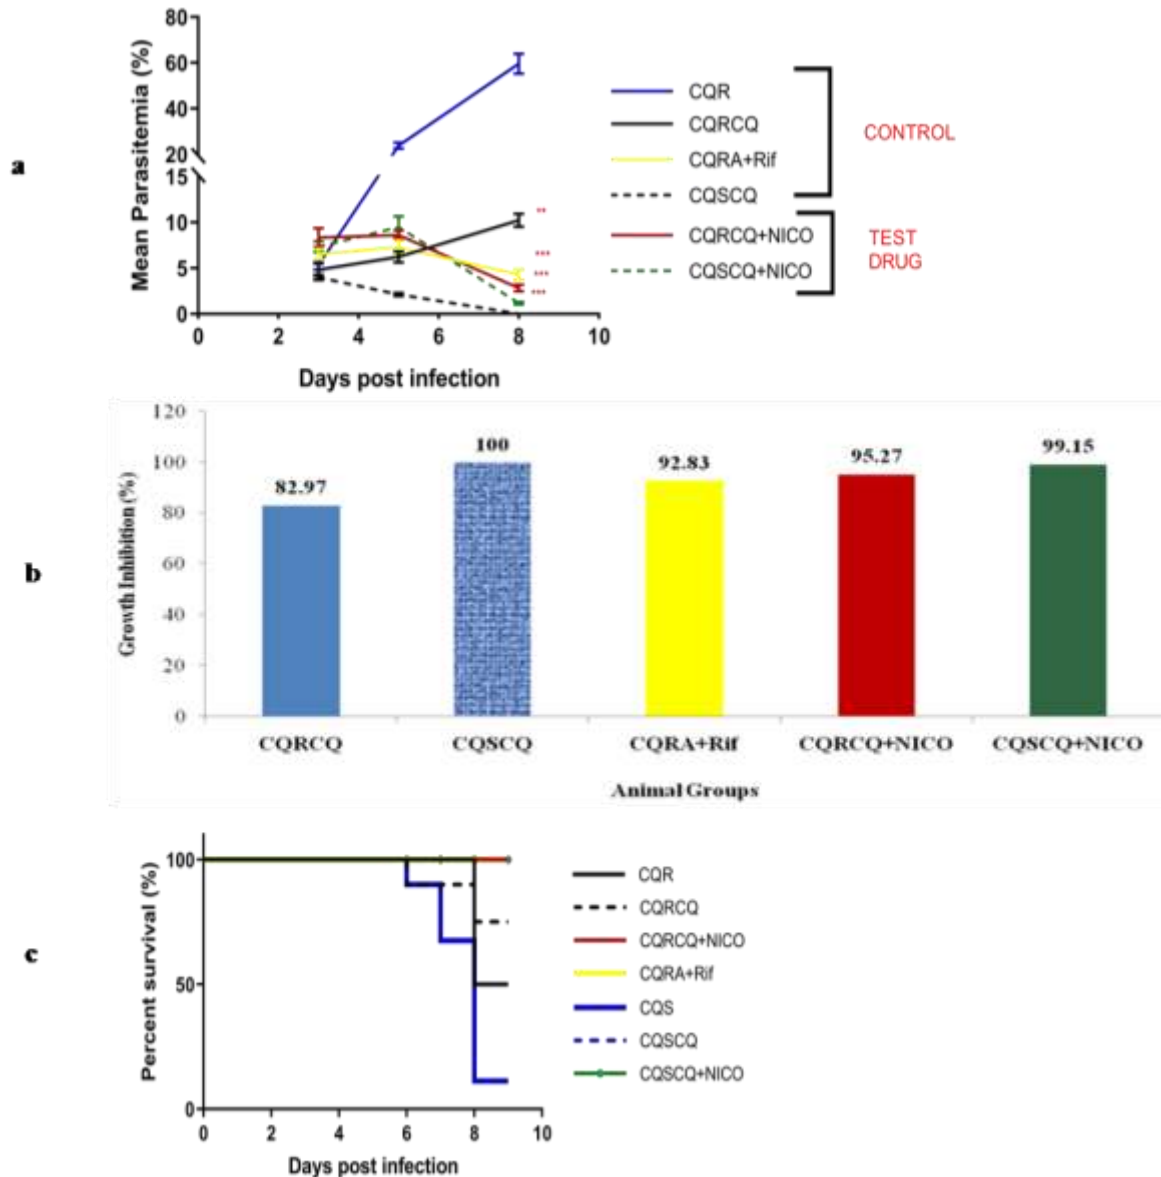 a
Mean Parasitemia (%)
80
60
40
20
15
10
5
0
0 2 4 6 8 10
Days post infection
**
***
***
***
CQR
CQRCQ
CQRA+Rif
CQSCQ
CQRCQ+NICO
CQSCQ+NICO
CONTROL
TEST
DRUG
b
Growth Inhibition (%)
120
100
80
60
40
20
0
82.97
100
92.83
95.27
99.15
CQRCQ CQSCQ CQRA+Rif CQRCQ+NICO CQSCQ+NICO
Animal Groups
c
Percent survival (%)
100
50
0
0 2 4 6 8 10
Days post infection
CQR
CQRCQ
CQRCQ+NICO
CQRA+Rif
CQS
CQSCQ
CQSCQ+NICO